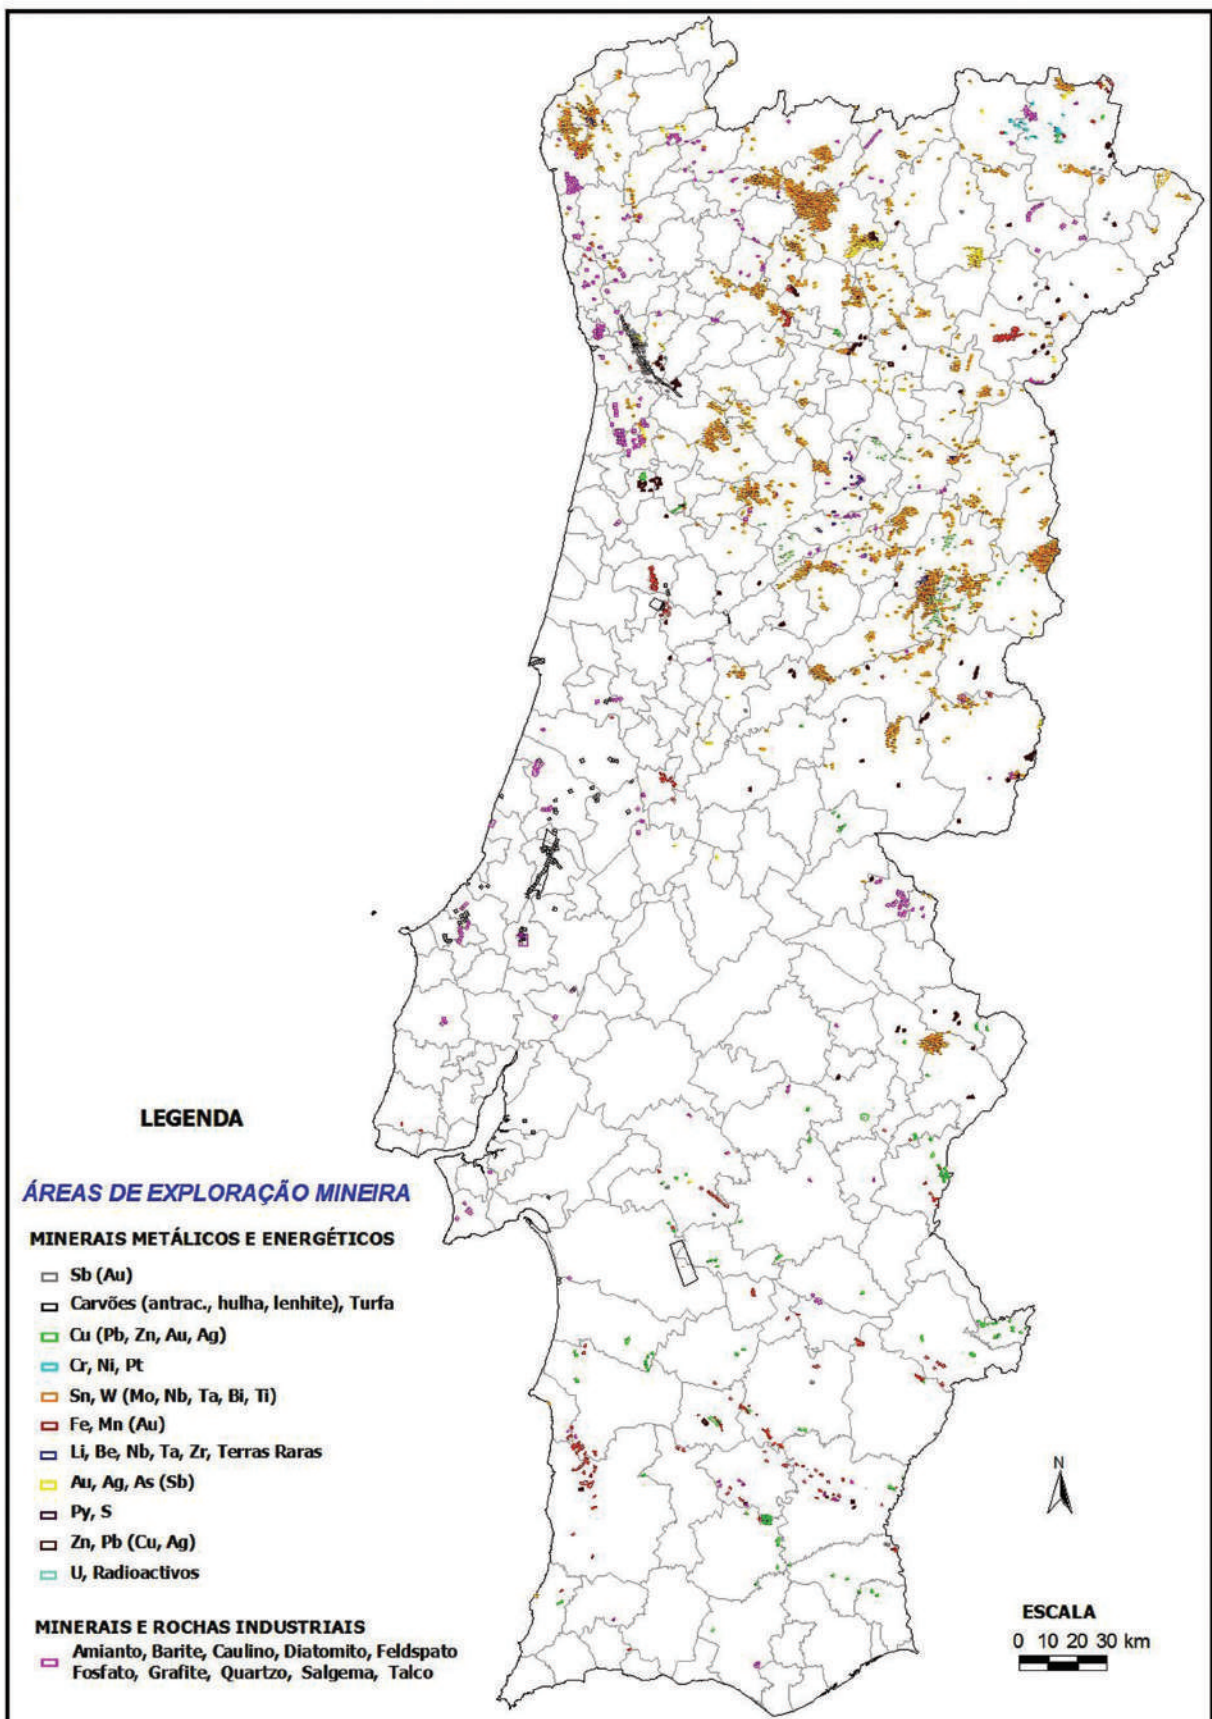 N
LEGENDA
ÁREAS DE EXPLORAÇÃO MINEIRA
MINERAIS METÁLICOS E ENERGÉTICOS
Sb (Au)
Carvões (antrac., hulha, lenhite), Turfa
Cu (Pb, Zn, Au, Ag)
Cr, Ni, Pt
Sn, W (Mo, Nb, Ta, Bi, Ti)
Fe, Mn (Au)
Li, Be, Nb, Ta, Zr, Terras Raras
Au, Ag, As (Sb)
Py, S
Zn, Pb (Cu, Ag)
U, Radioactivos
MINERAIS E ROCHAS INDUSTRIAIS
Amianto, Barite, Caulino, Diatomito, Feldspato
Fosfato, Grafite, Quartzo, Salgema, Talco
ESCALA
0 10 20 30 km